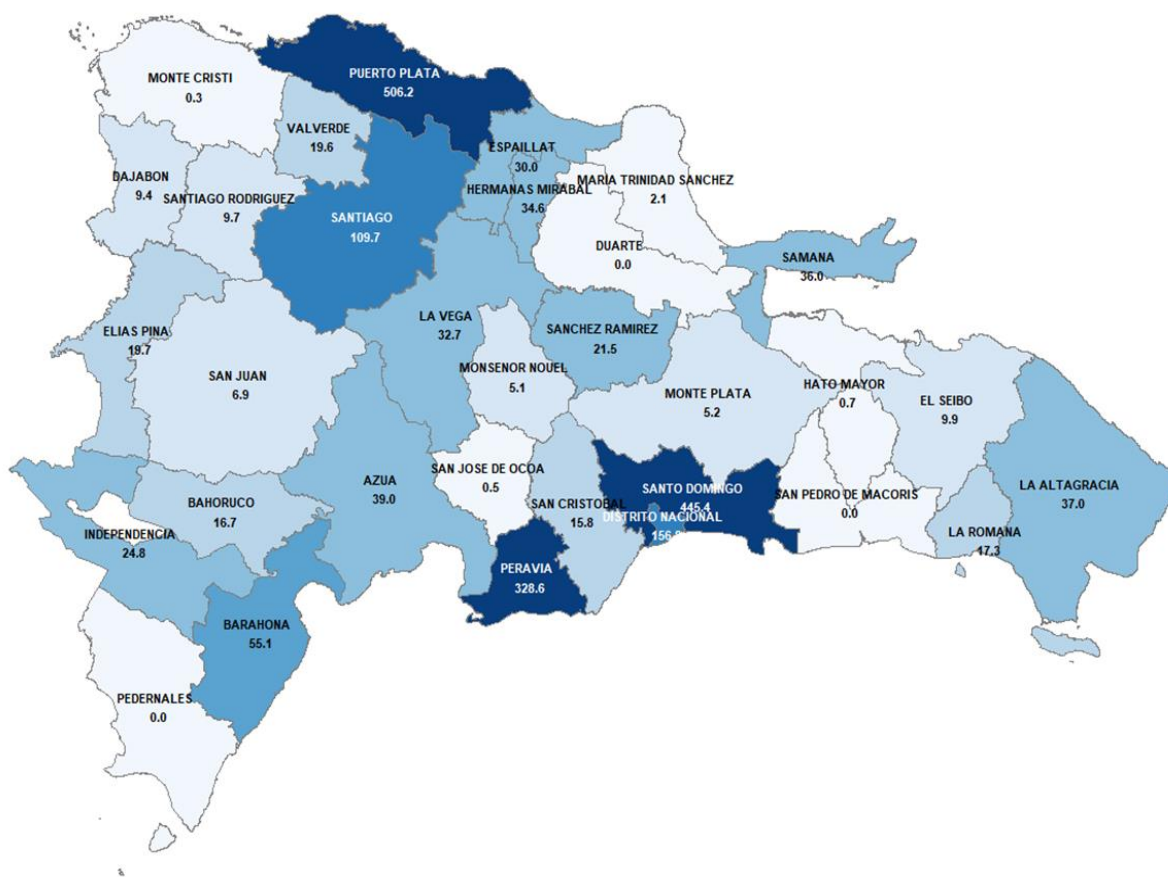 PUERTO PLATA
506.2
MONTE CRISTI
0.3
VALVERDE
19.6
ESPAILLAT
30.0
DAJABON
9.4
SANTIAGO RODRIGUEZ
9.7
HERMANAS MIRABAL
34.6
MARIA TRINIDAD SANCHEZ
2.1
SANTIAGO
109.7
DUARTE
0.0
SAMANA
36.0
ELIAS PINA
19.7
LA VEGA
32.7
SANCHEZ RAMIREZ
21.5
SAN JUAN
6.9
MONSENOR NOUEL
5.1
MONTE PLATA
5.2
HATO MAYOR
0.7
EL SEIBO
9.9
AZUA
39.0
SAN JOSE DE OCOA
0.5
LA ALTAGRACIA
37.0
BAHORUCO
16.7
SAN CRISTOBAL
15.8
SANTO DOMINGO
445.4
DISTRITO NACIONAL
SAN PEDRO DE MACORIS
0.0
INDEPENDENCIA
24.8
LA ROMANA
17.3
PERAVIA
328.6
BARAHONA
55.1
PEDERNALES
0.0